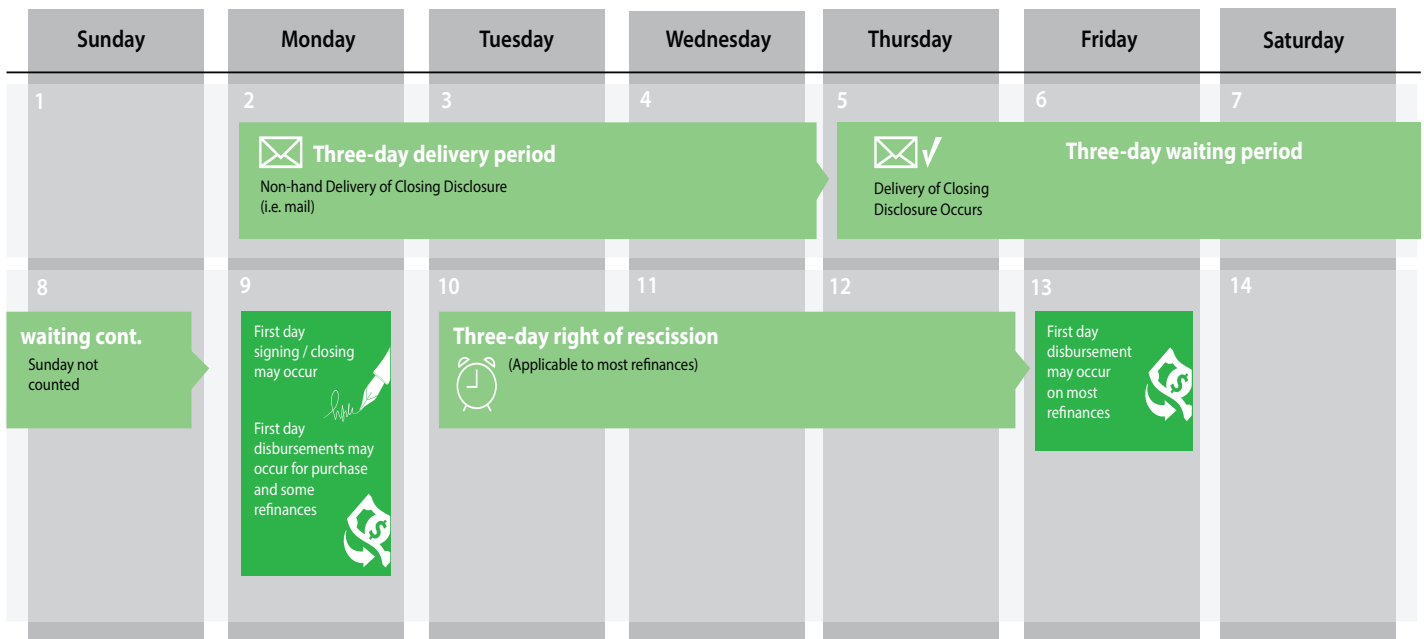 Sunday Monday Tuesday Wednesday Thursday Friday Saturday
1 2 3 4 5 6 7
Three-day delivery period
Non-hand Delivery of Closing Disclosure
(i.e. mail)
Three-day waiting period
Delivery of Closing
Disclosure Occurs
8 9 10 11 12 13 14
waiting cont.
Sunday not
counted
First day
signing / closing
may occur
First day
disbursements may
occur for purchase
and some
refinances
Three-day right of rescission
(Applicable to most refinances)
First day
disbursement
may occur
on most
refinances